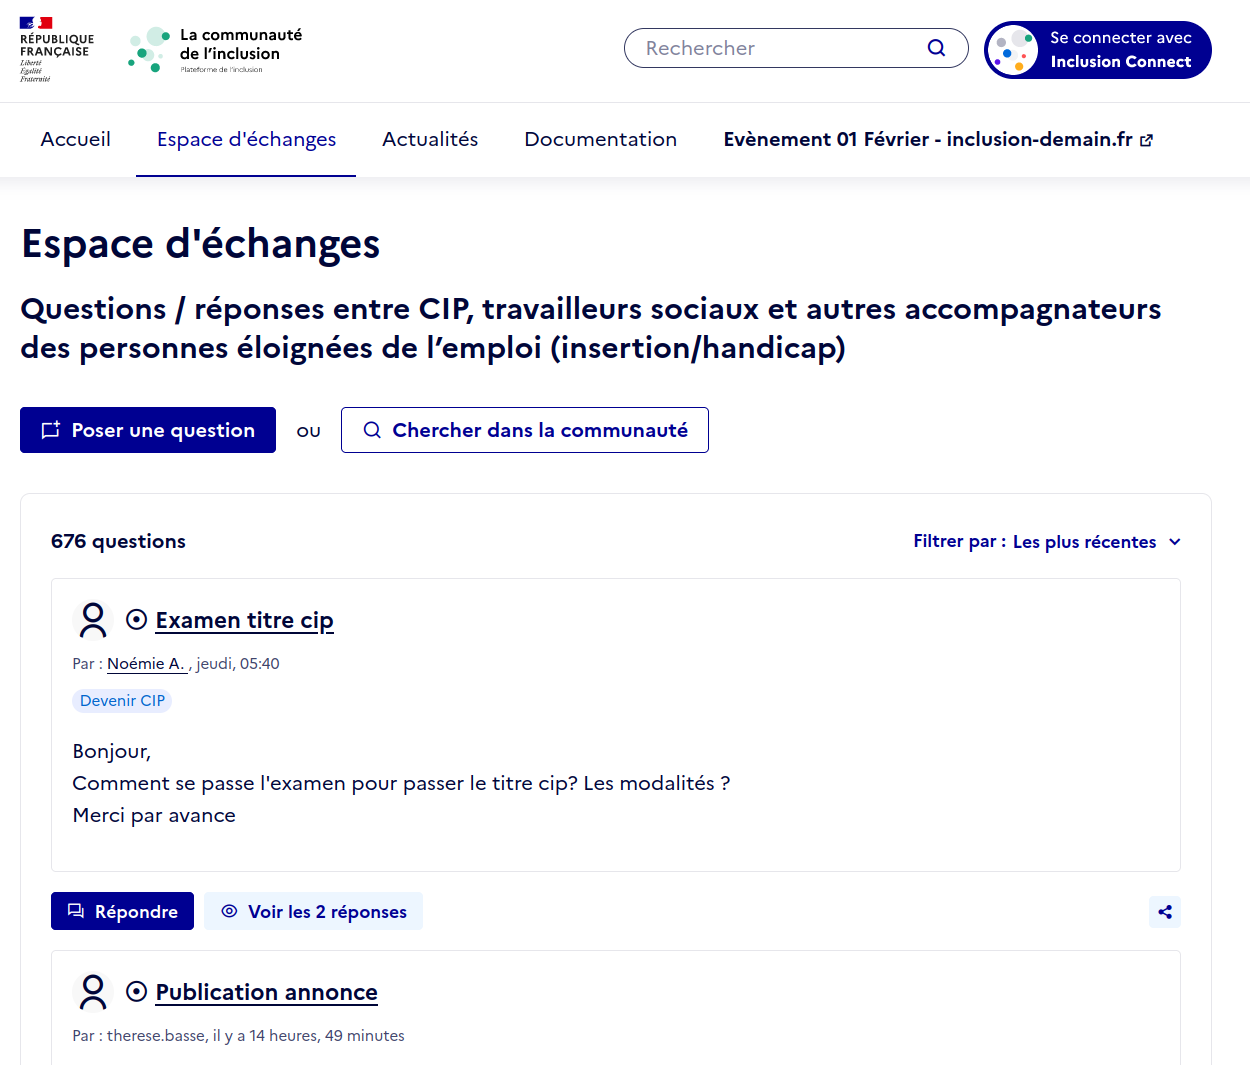 RÉPUBLIQUE
FRANÇAISE
Liberté
Égalité
Fraternité
La communauté
de l’inclusion
Plateforme de l'inclusion
Rechercher
Se connecter avec
Inclusion Connect
Accueil
Espace d'échanges
Actualités
Documentation
Evènement 01 Février - inclusion-demain.fr
Espace d'échanges
Questions / réponses entre CIP, travailleurs sociaux et autres accompagnateurs
des personnes éloignées de l’emploi (insertion/handicap)
Poser une question
ou
Chercher dans la communauté
676 questions
Filtrer par : Les plus récentes
Examen titre cip
Par : Noémie A. , jeudi, 05:40
Devenir CIP
Bonjour,
Comment se passe l'examen pour passer le titre cip? Les modalités ?
Merci par avance
Répondre
Voir les 2 réponses
Publication annonce
Par : therese.basse, il y a 14 heures, 49 minutes